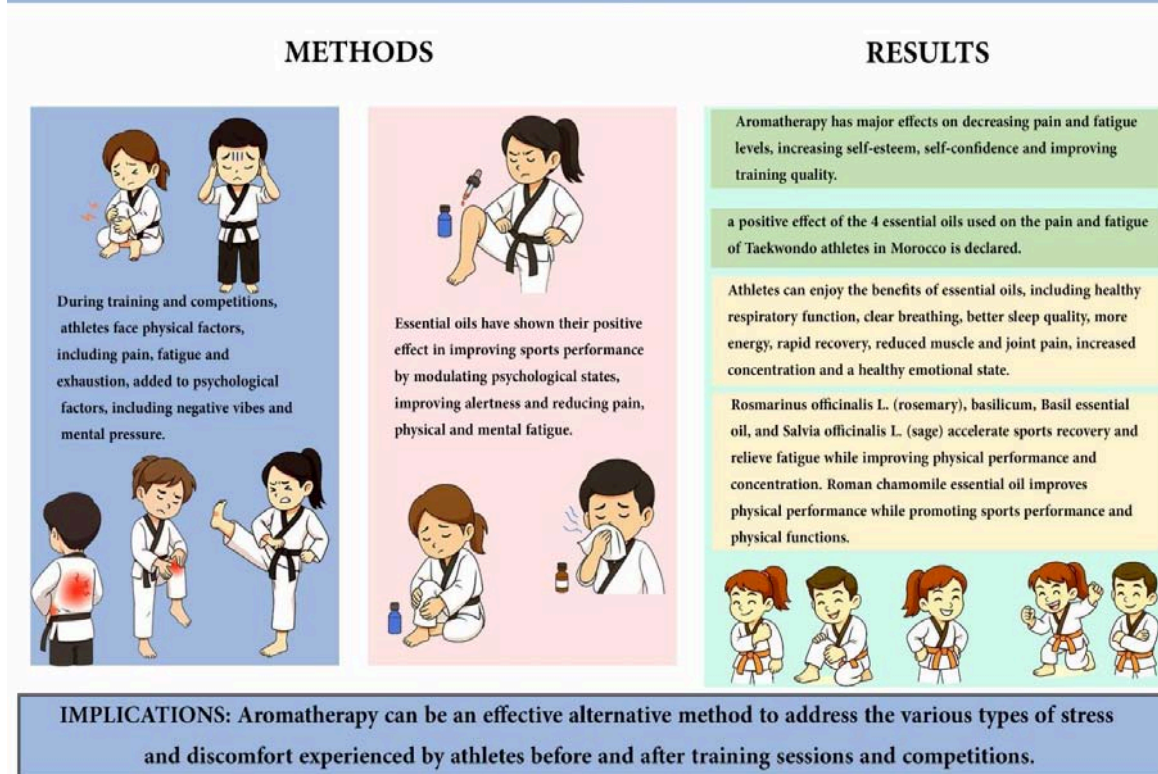 METHODS
During training and competitions,
athletes face physical factors,
including pain, fatigue and
exhaustion, added to psychological
factors, including negative vibes and
mental pressure.
Essential oils have shown their positive
effect in improving sports performance
by modulating psychological states,
improving alertness and reducing pain,
physical and mental fatigue.
RESULTS
Aromatherapy has major effects on decreasing pain and fatigue
levels, increasing self-esteem, self-confidence and improving
training quality.
a positive effect of the 4 essential oils used on the pain and fatigue
of Taekwondo athletes in Morocco is declared.
Athletes can enjoy the benefits of essential oils, including healthy
respiratory function, clear breathing, better sleep quality, more
energy, rapid recovery, reduced muscle and joint pain, increased
concentration and a healthy emotional state.
Rosmarinus officinalis L. (rosemary), basilicum, Basil essential
oil, and Salvia officinalis L. (sage) accelerate sports recovery and
relieve fatigue while improving physical performance and
concentration. Roman chamomile essential oil improves
physical performance while promoting sports performance and
physical functions.
IMPLICATIONS: Aromatherapy can be an effective alternative method to address the various types of stress
and discomfort experienced by athletes before and after training sessions and competitions.